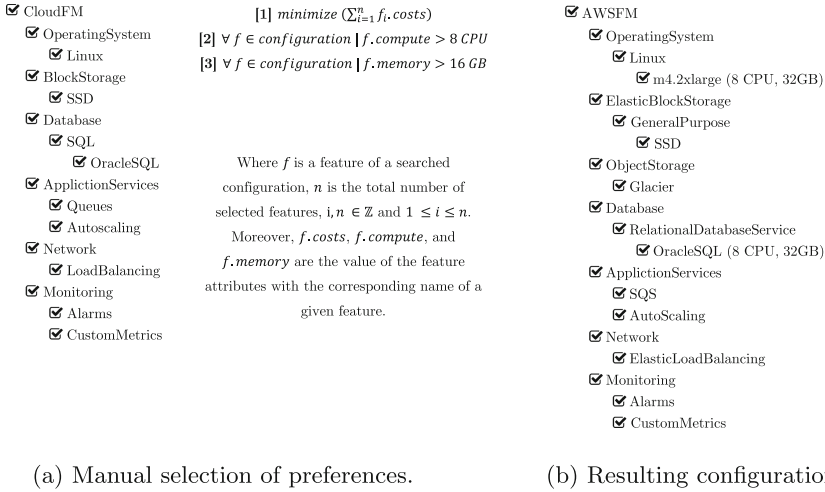 CloudFM
OperatingSystem
Linux
BlockStorage
SSD
Database
SQL
OracleSQL
ApplictionServices
Queues
Autoscaling
Network
LoadBalancing
Monitoring
Alarms
CustomMetrics
[1] minimize (∑ⁿᵢ₌₁ fᵢ.costs)
[2] ∀ f ∈ configuration | f.compute > 8 CPU
[3] ∀ f ∈ configuration | f.memory > 16 GB
Where f is a feature of a searched
configuration, n is the total number of
selected features, i,n ∈ ℤ and 1 ≤ i ≤ n.
Moreover, f.costs, f.compute, and
f.memory are the value of the feature
attributes with the corresponding name of a
given feature.
(a) Manual selection of preferences.
AWSFM
OperatingSystem
Linux
m4.2xlarge (8 CPU, 32GB)
ElasticBlockStorage
GeneralPurpose
SSD
ObjectStorage
Glacier
Database
RelationalDatabaseService
OracleSQL (8 CPU, 32GB)
ApplictionServices
SQS
AutoScaling
Network
ElasticLoadBalancing
Monitoring
Alarms
CustomMetrics
(b) Resulting configuration